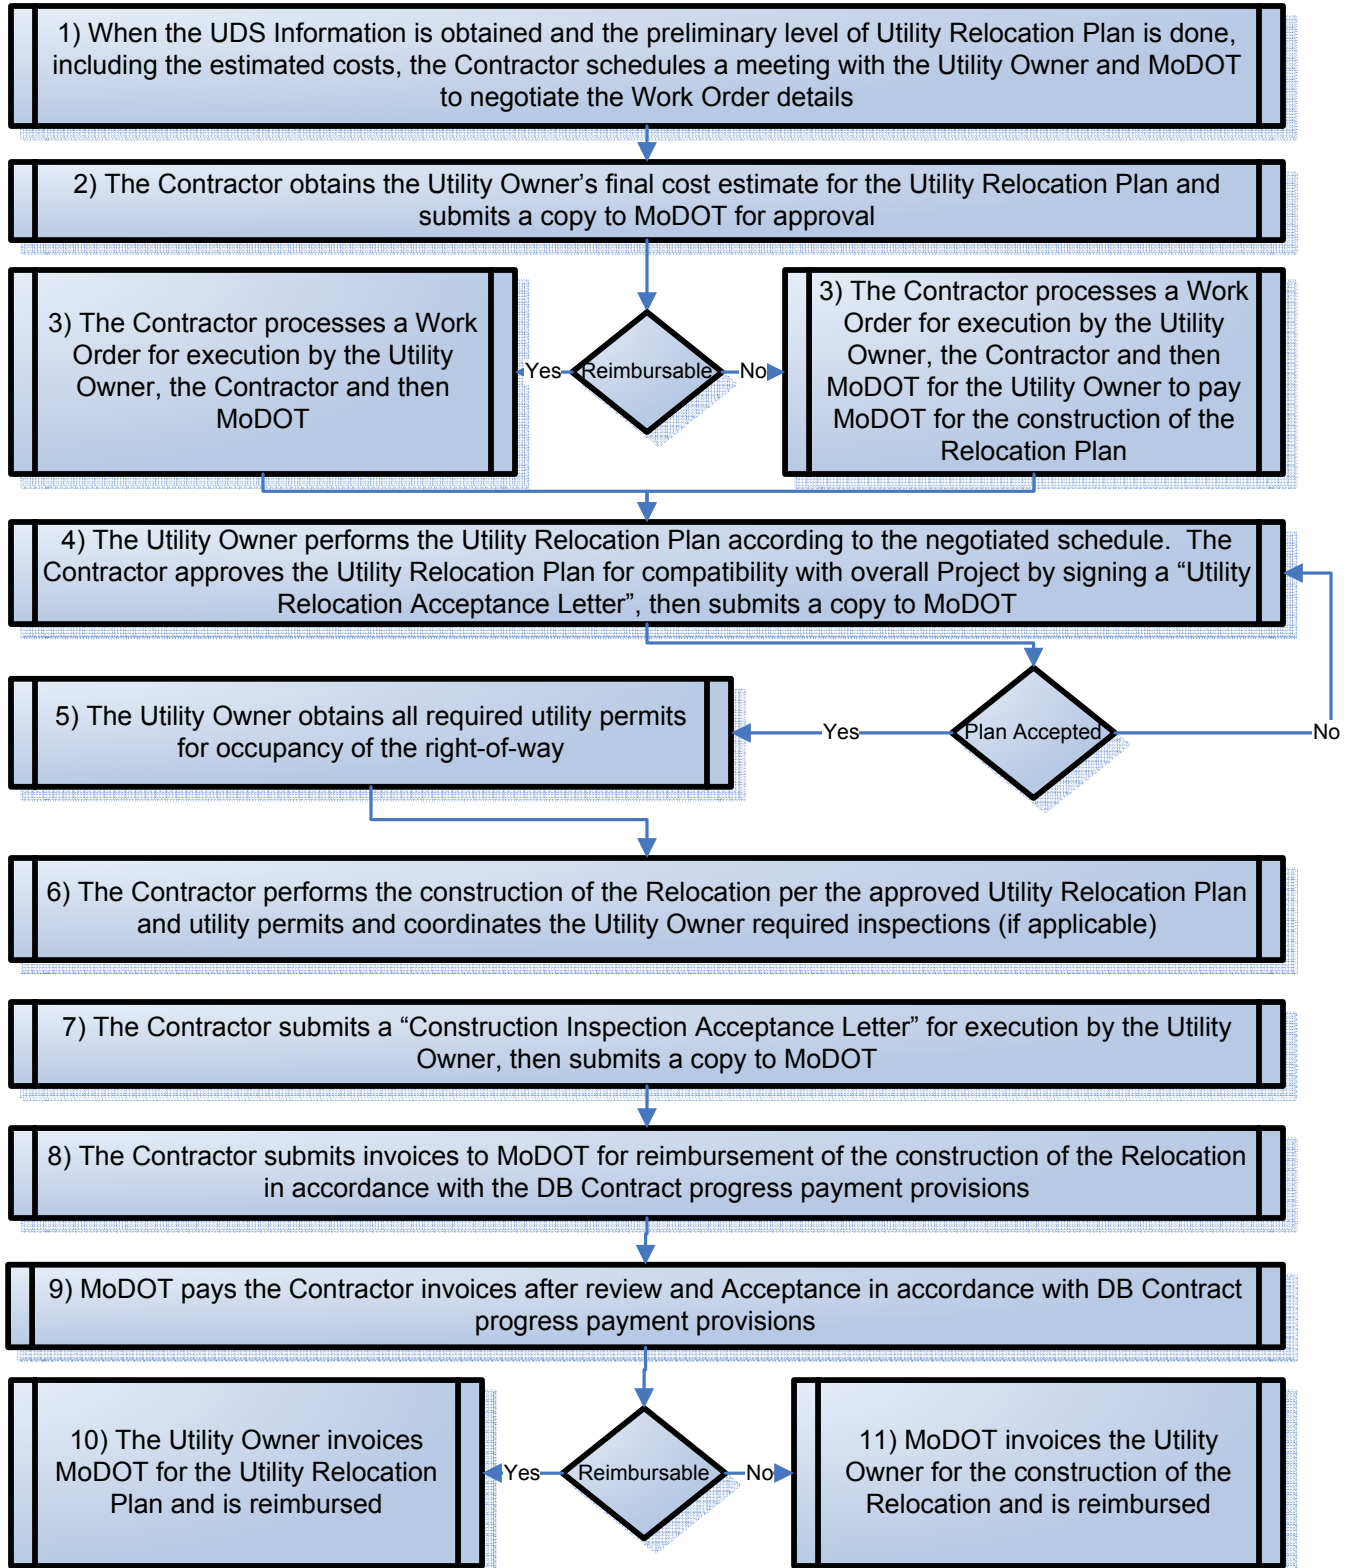 1) When the UDS Information is obtained and the preliminary level of Utility Relocation Plan is done,
including the estimated costs, the Contractor schedules a meeting with the Utility Owner and MoDOT
to negotiate the Work Order details
2) The Contractor obtains the Utility Owner’s final cost estimate for the Utility Relocation Plan and
submits a copy to MoDOT for approval
3) The Contractor processes a Work
Order for execution by the Utility
Owner, the Contractor and then
MoDOT
Yes
Reimbursable
No
3) The Contractor processes a Work
Order for execution by the Utility
Owner, the Contractor and then
MoDOT for the Utility Owner to pay
MoDOT for the construction of the
Relocation Plan
4) The Utility Owner performs the Utility Relocation Plan according to the negotiated schedule.  The
Contractor approves the Utility Relocation Plan for compatibility with overall Project by signing a “Utility
Relocation Acceptance Letter”, then submits a copy to MoDOT
5) The Utility Owner obtains all required utility permits
for occupancy of the right-of-way
Yes
Plan Accepted
No
6) The Contractor performs the construction of the Relocation per the approved Utility Relocation Plan
and utility permits and coordinates the Utility Owner required inspections (if applicable)
7) The Contractor submits a “Construction Inspection Acceptance Letter” for execution by the Utility
Owner, then submits a copy to MoDOT
8) The Contractor submits invoices to MoDOT for reimbursement of the construction of the Relocation
in accordance with the DB Contract progress payment provisions
9) MoDOT pays the Contractor invoices after review and Acceptance in accordance with DB Contract
progress payment provisions
10) The Utility Owner invoices
MoDOT for the Utility Relocation
Plan and is reimbursed
Yes
Reimbursable
No
11) MoDOT invoices the Utility
Owner for the construction of the
Relocation and is reimbursed